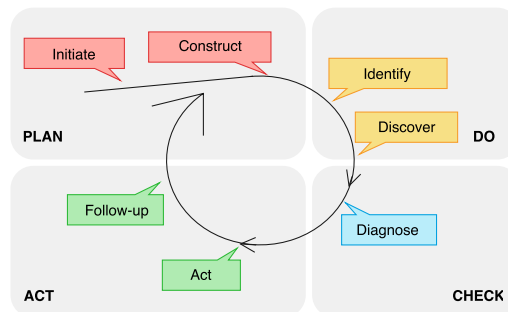 Initiate
Construct
Identify
Discover
PLAN
DO
Follow-up
Diagnose
Act
ACT
CHECK